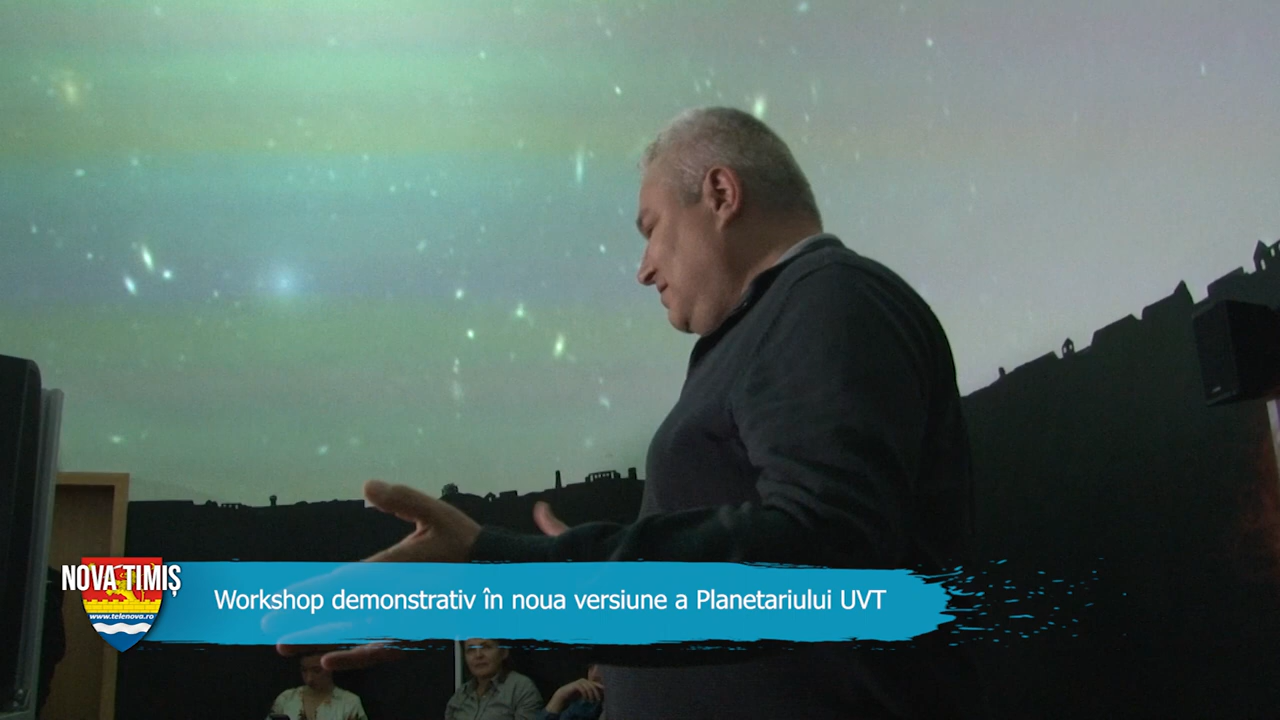 NOVA TIMIȘ
www.telenova.ro
Workshop demonstrativ în noua versiune a Planetariului UVT